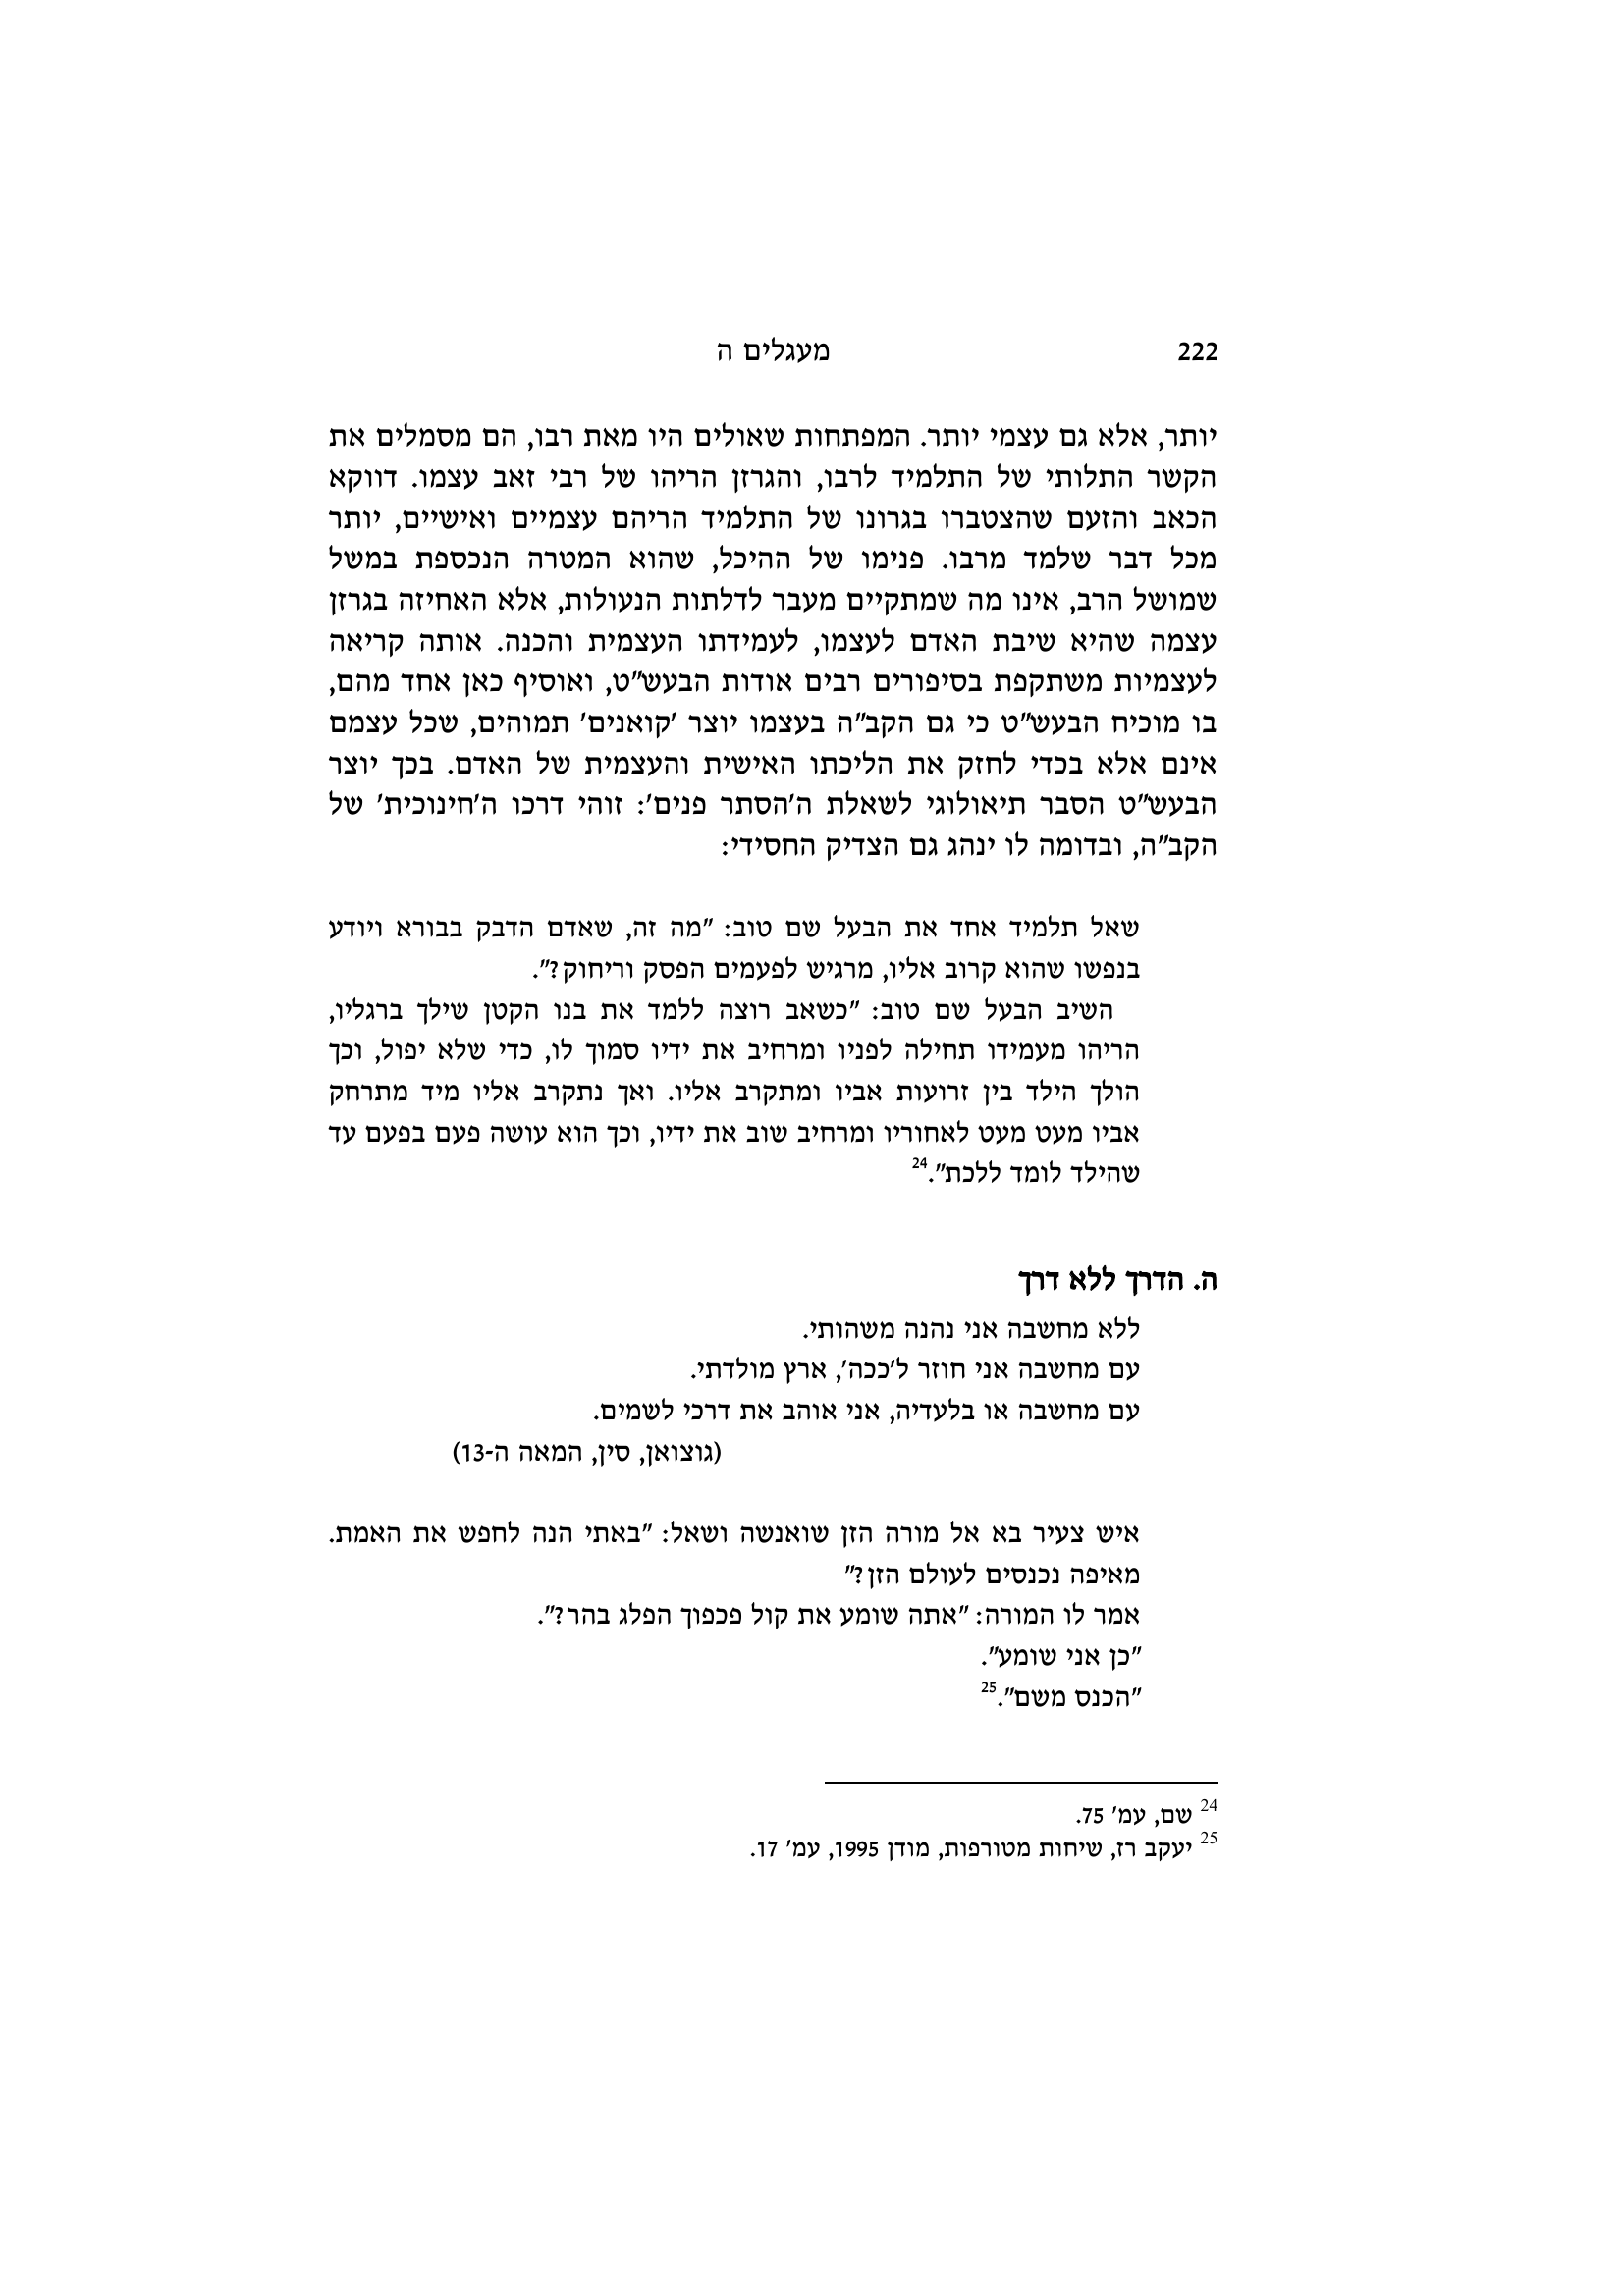 222 מעגלים ה
יותר, אלא גם עצמי יותר. המפתחות שאולים היו מאת רבו, הם מסמלים את
הקשר התלותי של התלמיד לרבו, והגרזן הריהו של רבי זאב עצמו. דווקא
הכאב והזעם שהצטברו בגרונו של התלמיד הריהם עצמיים ואישיים, יותר
מכל דבר שלמד מרבו. פנימו של ההיכל, שהוא המטרה הנכספת במשל
שמושל הרב, אינו מה שמתקיים מעבר לדלתות הנעולות, אלא האחיזה בגרזן
עצמה שהיא שיבת האדם לעצמו, לעמידתו העצמית והכנה. אותה קריאה
לעצמיות משתקפת בסיפורים רבים אודות הבעש"ט, ואוסיף כאן אחד מהם,
בו מוכיח הבעש"ט כי גם הקב"ה בעצמו יוצר 'קואנים' תמוהים, שכל עצמם
אינם אלא בכדי לחזק את הליכתו האישית והעצמית של האדם. בכך יוצר
הבעש"ט הסבר תיאולוגי לשאלת ה'הסתר פנים': זוהי דרכו ה'חינוכית' של
הקב"ה, ובדומה לו ינהג גם הצדיק החסידי:
שאל תלמיד אחד את הבעל שם טוב: "מה זה, שאדם הדבק בבורא ויודע
בנפשו שהוא קרוב אליו, מרגיש לפעמים הפסק וריחוק?".
השיב הבעל שם טוב: "כשאב רוצה ללמד את בנו הקטן שילך ברגליו,
הריהו מעמידו תחילה לפניו ומרחיב את ידיו סמוך לו, כדי שלא יפול, וכך
הולך הילד בין זרועות אביו ומתקרב אליו. ואך נתקרב אליו מיד מתרחק
אביו מעט מעט לאחוריו ומרחיב שוב את ידיו, וכך הוא עושה פעם בפעם עד
שהילד לומד ללכת".24
ה. הדרך ללא דרך
ללא מחשבה אני נהנה משהותי.
עם מחשבה אני חוזר ל'ככה', ארץ מולדתי.
עם מחשבה או בלעדיה, אני אוהב את דרכי לשמים.
(גוצואן, סין, המאה ה-13)
איש צעיר בא אל מורה הזן שואנשה ושאל: "באתי הנה לחפש את האמת.
מאיפה נכנסים לעולם הזן?"
אמר לו המורה: "אתה שומע את קול פכפוך הפלג בהר?".
"כן אני שומע".
"הכנס משם".25
24 שם, עמ' 75.
25 יעקב רז, שיחות מטורפות, מודן 1995, עמ' 17.